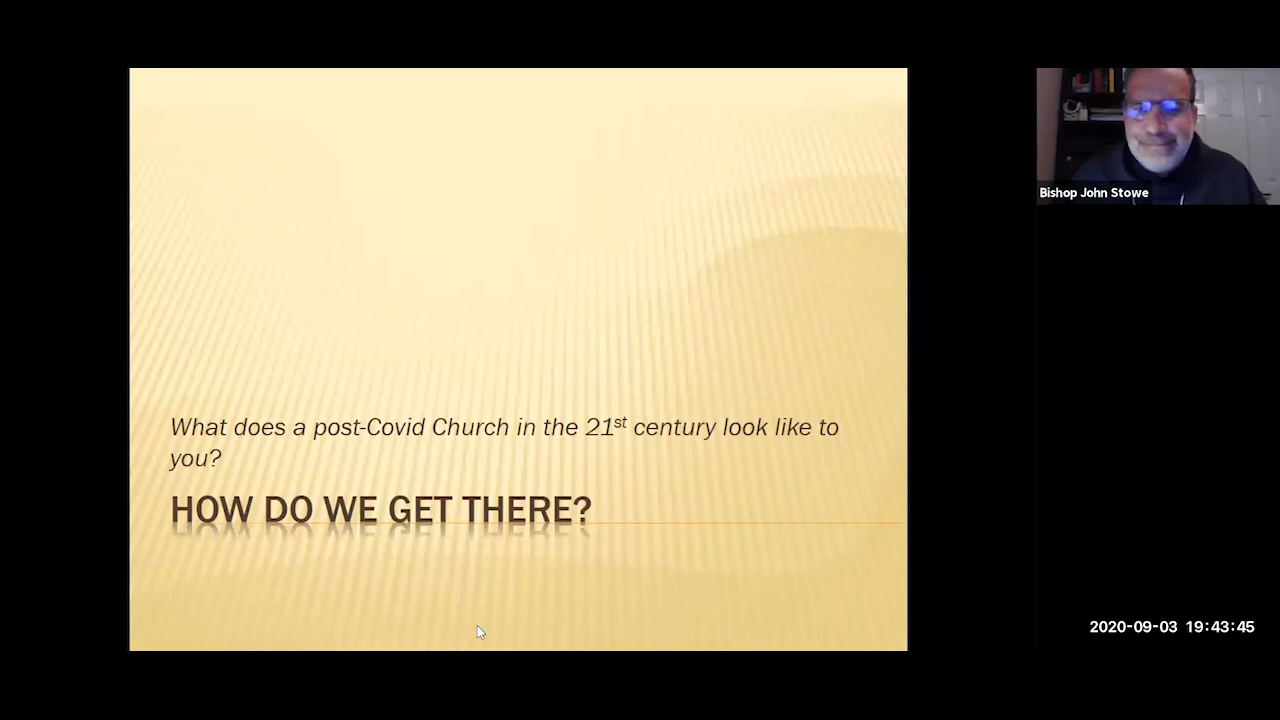 What does a post-Covid Church in the 21st century look like to
you?
HOW DO WE GET THERE?
Bishop John Stowe
2020-09-03 19:43:45